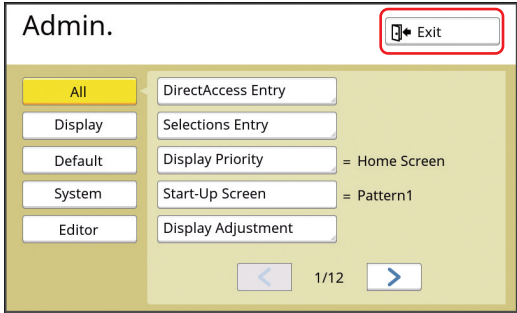 Admin.
Exit
All
DirectAccess Entry
Display
Selections Entry
Default
Display Priority = Home Screen
System
Start-Up Screen = Pattern1
Editor
Display Adjustment
1/12